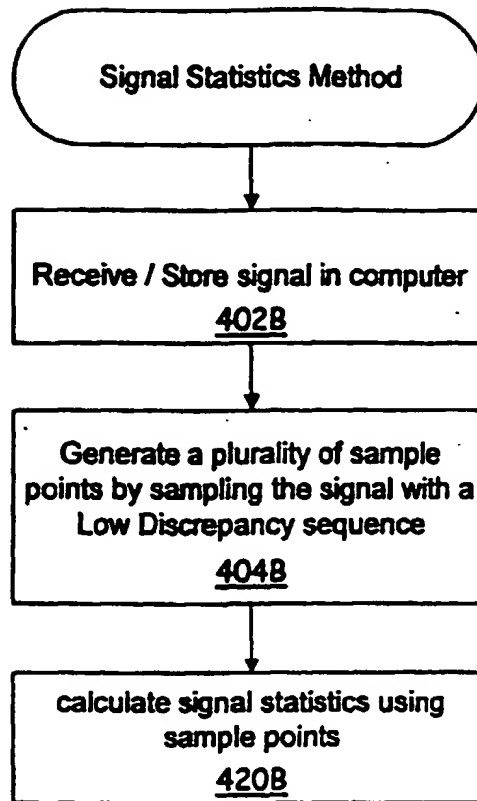 Signal Statistics Method
Receive / Store signal in computer
402B
Generate a plurality of sample
points by sampling the signal with a
Low Discrepancy sequence
404B
calculate signal statistics using
sample points
420B